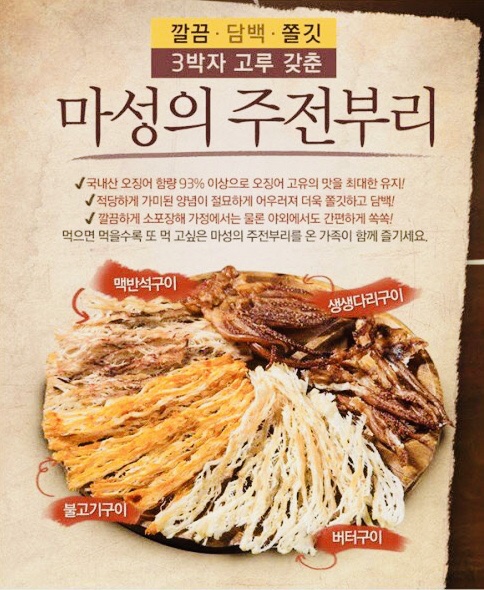 깔끔 · 담백 · 쫄깃
3박자 고루 갖춘
마성의 주전부리
✓국내산 오징어 함량 93% 이상으로 오징어 고유의 맛을 최대한 유지!
✓적당하게 가미된 양념이 절묘하게 어우러져 더욱 쫄깃하고 담백!
✓깔끔하게 소포장해 가정에서는 물론 야외에서도 간편하게 쏙쏙!
먹으면 먹을수록 또 먹고싶은 마성의 주전부리를 온 가족이 함께 즐기세요.
맥반석구이
생생다리구이
불고기구이
버터구이